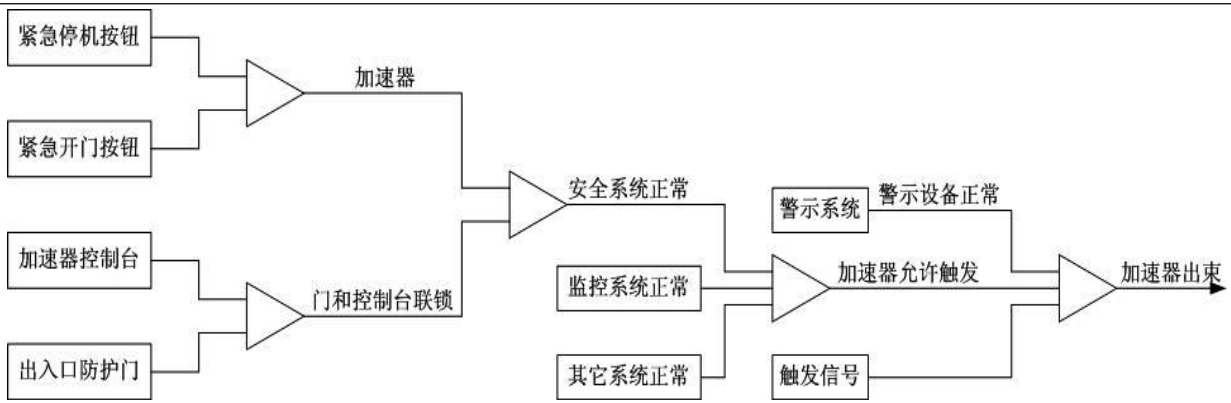 紧急停机按钮
加速器
紧急开门按钮
安全系统正常
警示系统
警示设备正常
加速器控制台
监控系统正常
加速器允许触发
加速器出束
门和控制台联锁
出入口防护门
其它系统正常
触发信号